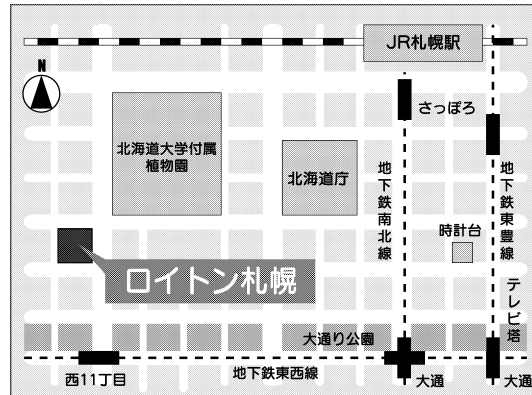 JR札幌駅
N
さっぽろ
北海道大学付属
植物園
北海道庁
地下鉄南北線
地下鉄東豊線
時計台
ロイトン札幌
テレビ塔
大通り公園
地下鉄東西線
西11丁目
大通
大通